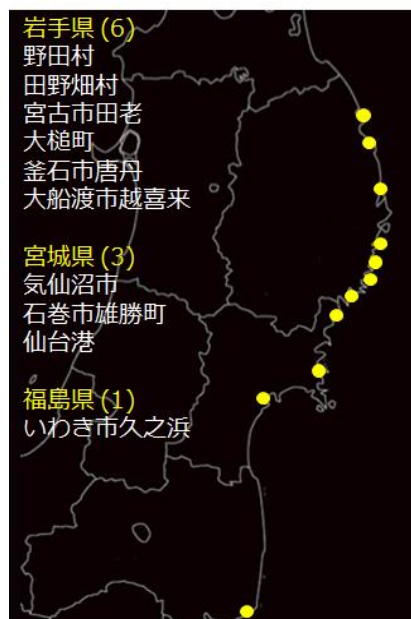 岩手県 (6)
野田村
田野畑村
宮古市田老
大槌町
釜石市唐丹
大船渡市越喜来
宮城県 (3)
気仙沼市
石巻市雄勝町
仙台港
福島県 (1)
いわき市久之浜